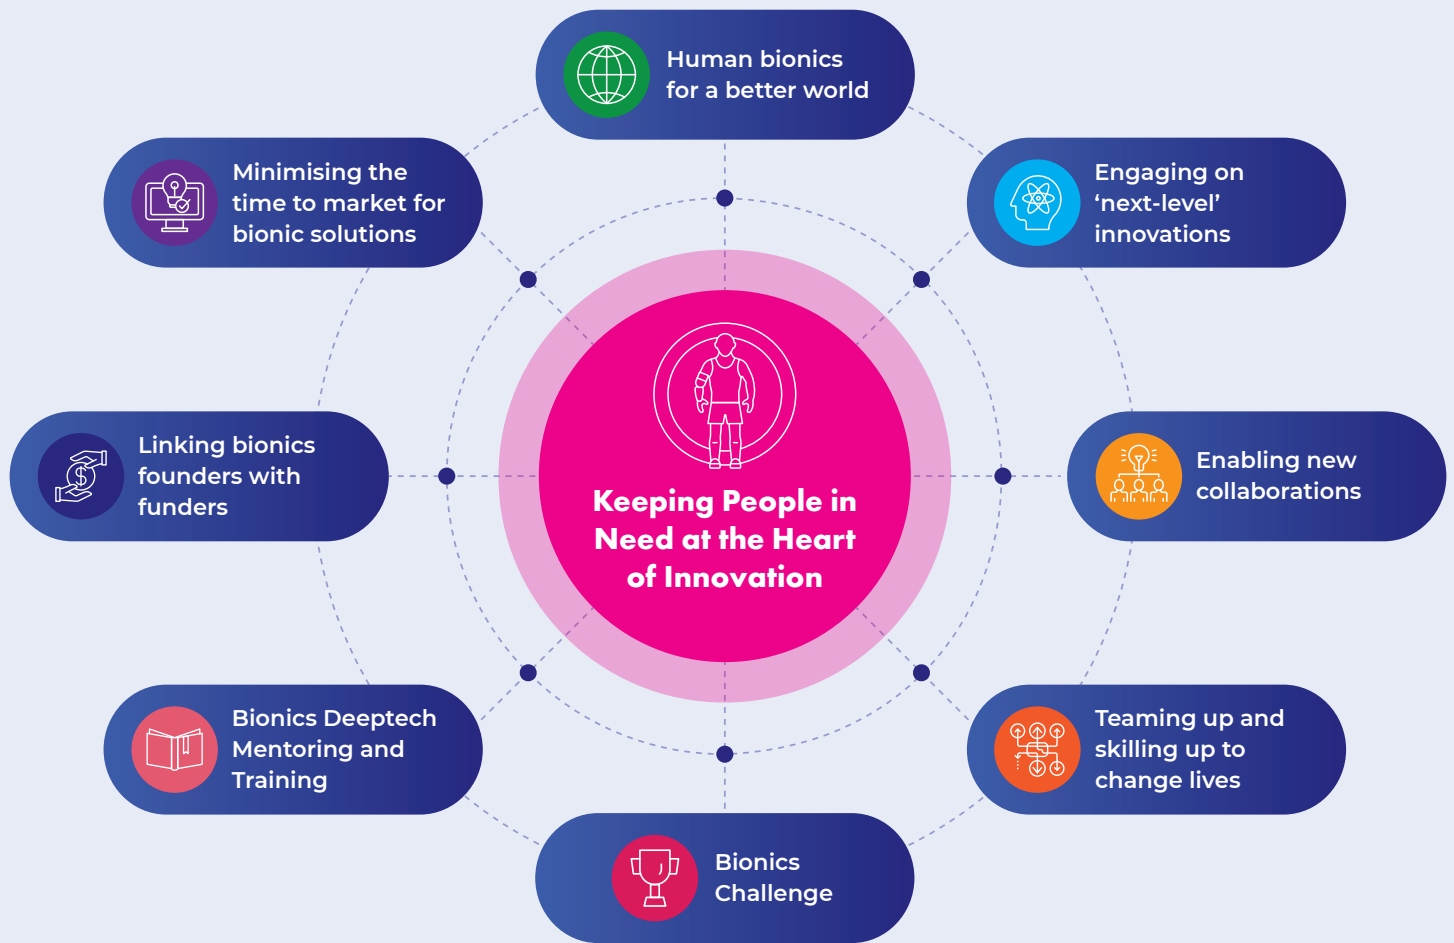 Human bionics
for a better world
Engaging on
‘next-level’
innovations
Enabling new
collaborations
Teaming up and
skilling up to
change lives
Bionics
Challenge
Bionics Deeptech
Mentoring and
Training
Linking bionics
founders with
funders
Minimising the
time to market for
bionic solutions
Keeping People in
Need at the Heart
of Innovation
$